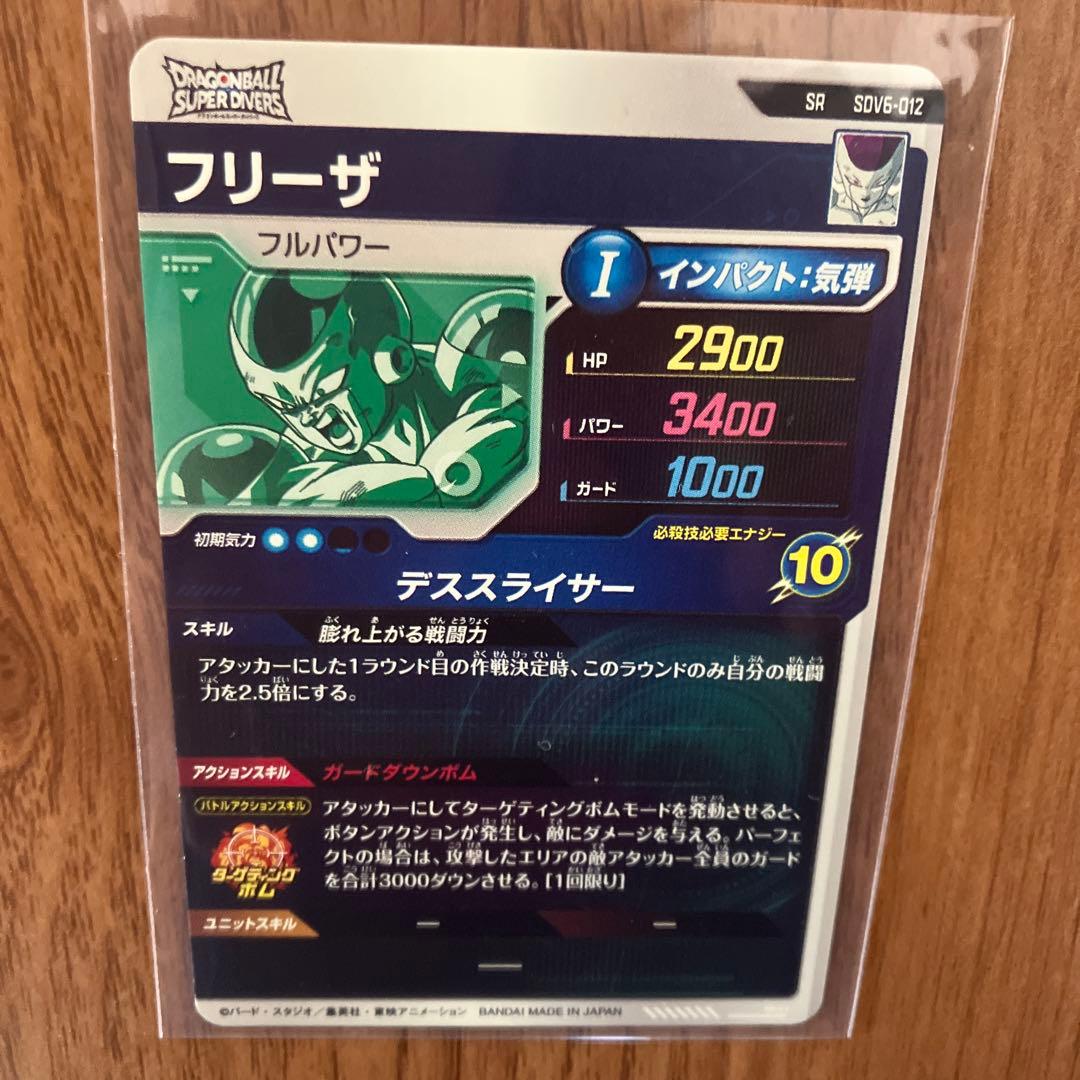 DRAGONBALL
SUPER DIVERS
SR SDV6-012
フリーザ
フルパワー
I インパクト:気弾
HP 2900
パワー 3400
ガード 1000
初期気力
必殺技必要エナジー
10
デススライサー
スキル 膨れ上がる戦闘力
アタッカーにした1ラウンド目の作戦決定時、このラウンドのみ自分の戦闘
力を2.5倍にする。
アクションスキル ガードダウンボム
バトルアクションスキル
ターゲティング
ボム
アタッカーにしてターゲティングボムモードを発動させると、
ボタンアクションが発生し、敵にダメージを与える。パーフェ
クトの場合は、攻撃したエリアの敵アタッカー全員のガード
を合計3000ダウンさせる。[1回限り]
ユニットスキル ー ー
ー
©バード・スタジオ/集英社・東映アニメーション BANDAI MADE IN JAPAN